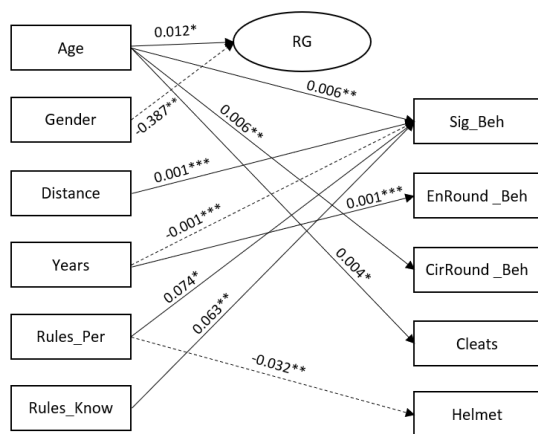 Age
Gender
Distance
Years
Rules_Per
Rules_Know
RG
Sig_Beh
EnRound _Beh
CirRound _Beh
Cleats
Helmet
0.012*
-0.387**
0.006**
0.006**
0.001***
-0.001***
0.001***
0.004*
0.074*
0.063**
-0.032**